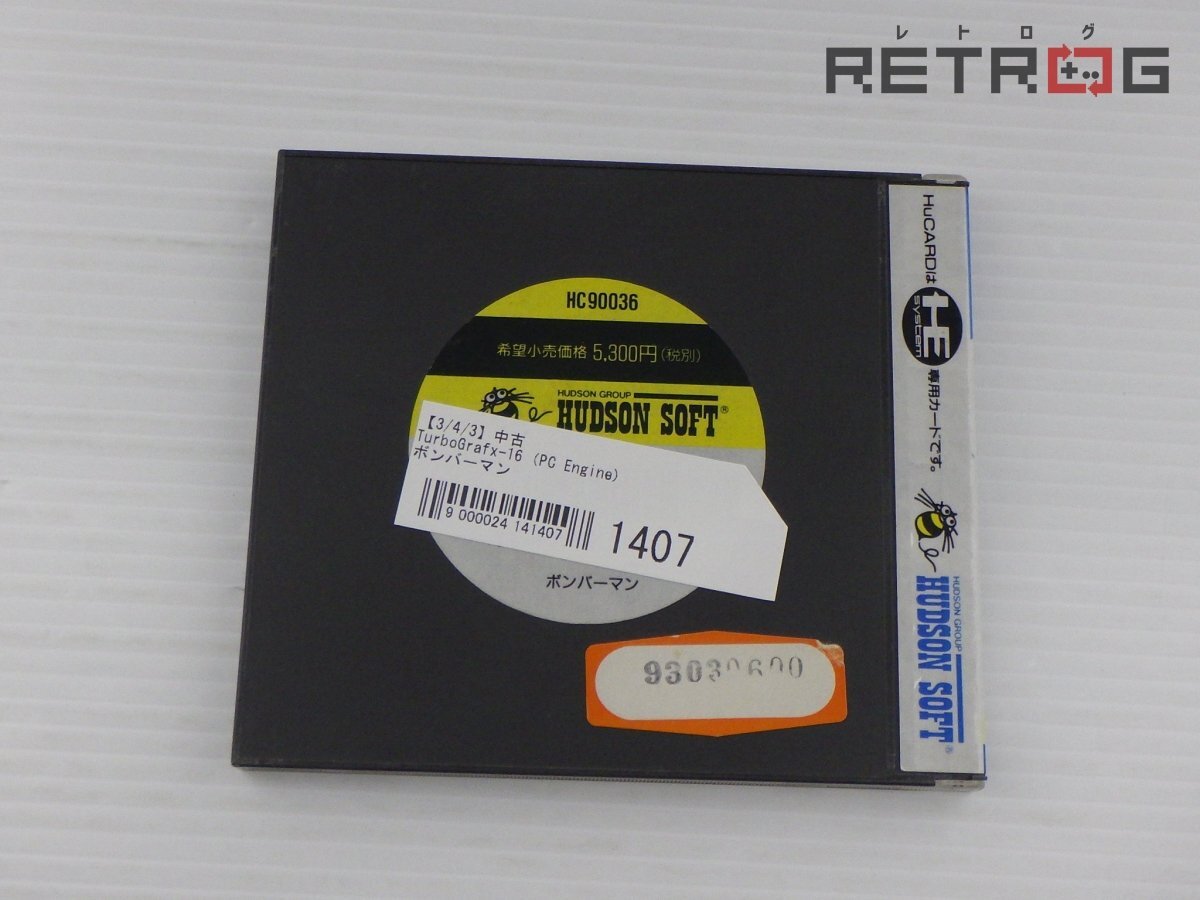 レトログ
RETROG
HC90036
希望小売価格 5,300円(税別)
HUDSON GROUP
HUDSON SOFT®
【3/4/3】中古
TurboGrafx-16 (PC Engine)
ボンバーマン
9 000024 141407
1407
ボンバーマン
HuCARDは
HE
system
専用カードです。
HUDSON GROUP
HUDSON SOFT®